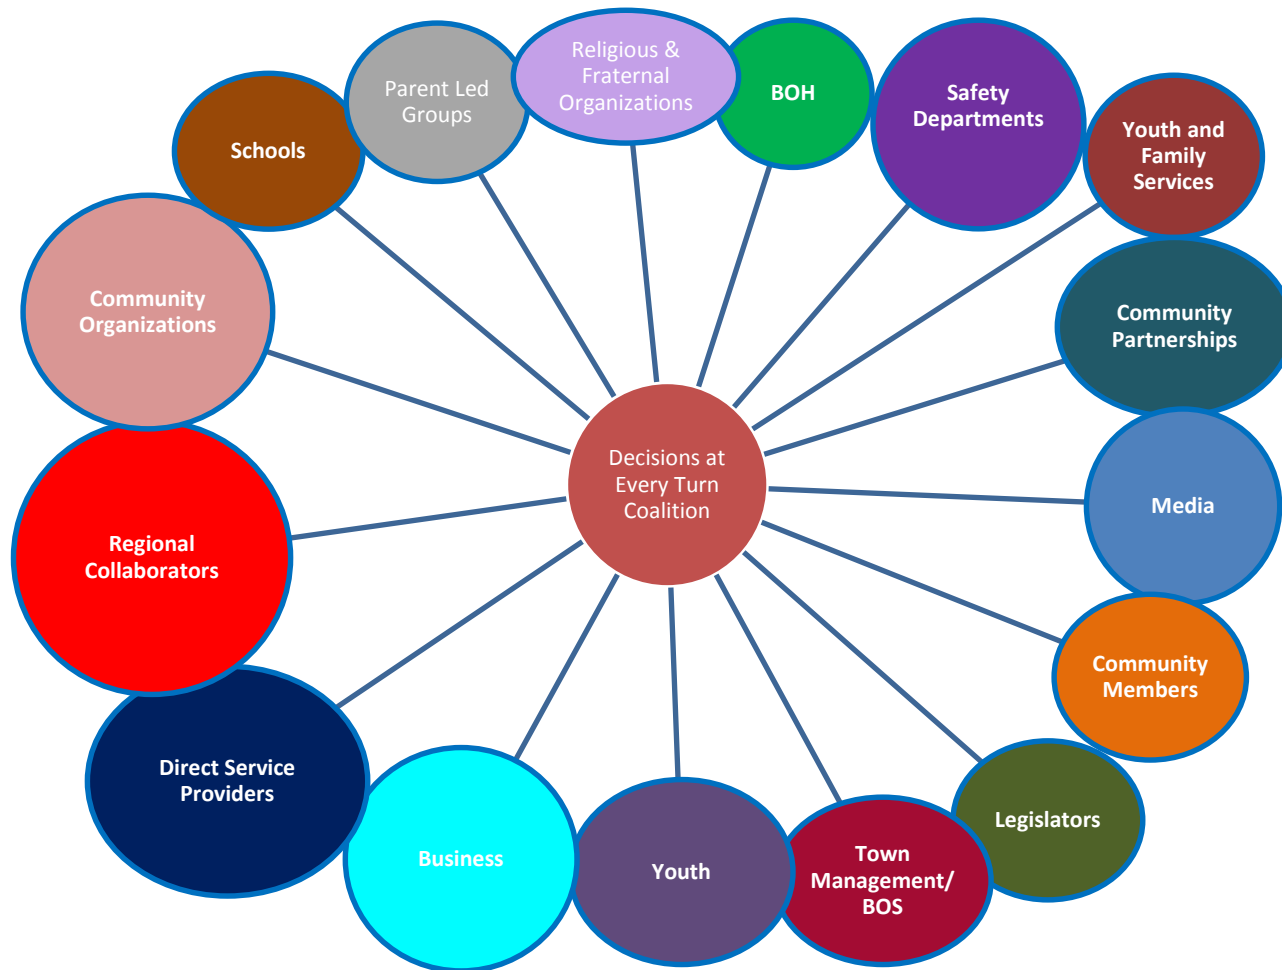 Religious &
Fraternal
Organizations
BOH
Safety
Departments
Youth and
Family
Services
Community
Partnerships
Media
Community
Members
Legislators
Town
Management/
BOS
Youth
Business
Direct Service
Providers
Regional
Collaborators
Community
Organizations
Schools
Parent Led
Groups
Decisions at
Every Turn
Coalition